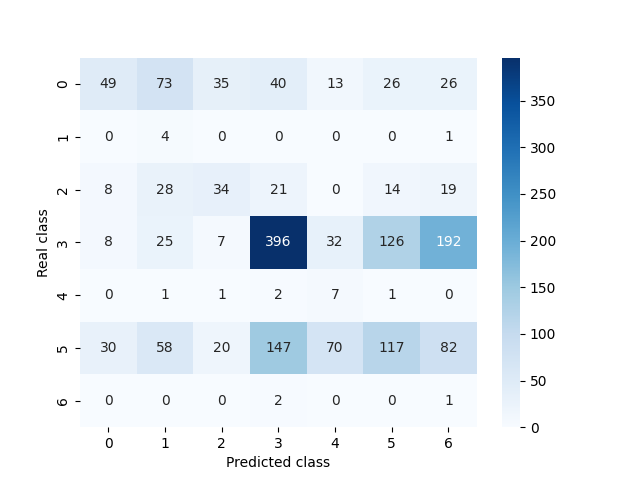 0 49 73 35 40 13 26 26
1 0 4 0 0 0 0 1
2 8 28 34 21 0 14 19
3 8 25 7 396 32 126 192
4 0 1 1 2 7 1 0
5 30 58 20 147 70 117 82
6 0 0 0 2 0 0 1
0 1 2 3 4 5 6
Predicted class
Real class
350
300
250
200
150
100
50
0